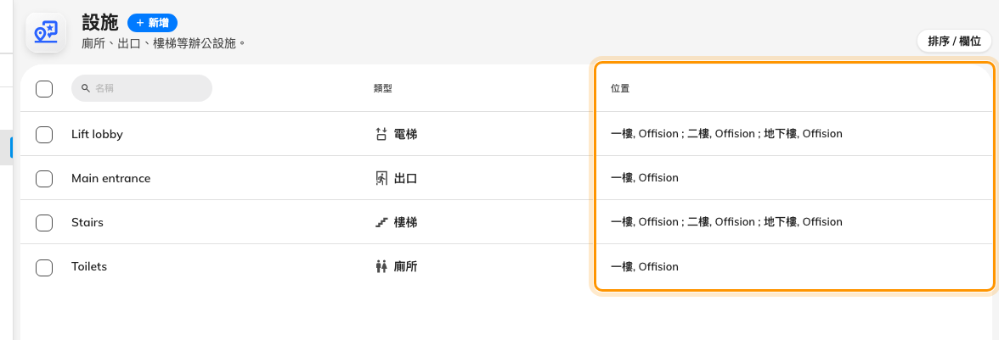 設施 + 新增
廁所、出口、樓梯等辦公設施。
排序 / 欄位
名稱 類型 位置
Lift lobby 電梯 一樓, Offision ; 二樓, Offision ; 地下樓, Offision
Main entrance 出口 一樓, Offision
Stairs 樓梯 一樓, Offision ; 二樓, Offision ; 地下樓, Offision
Toilets 廁所 一樓, Offision